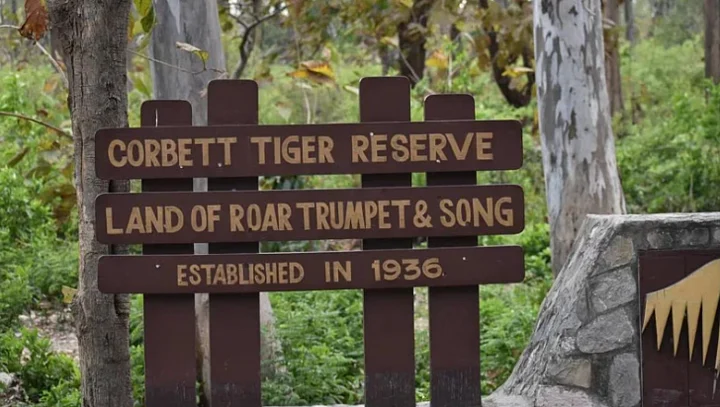 CORBETT TIGER RESERVE
LAND OF ROAR TRUMPET & SONG
ESTABLISHED IN 1936